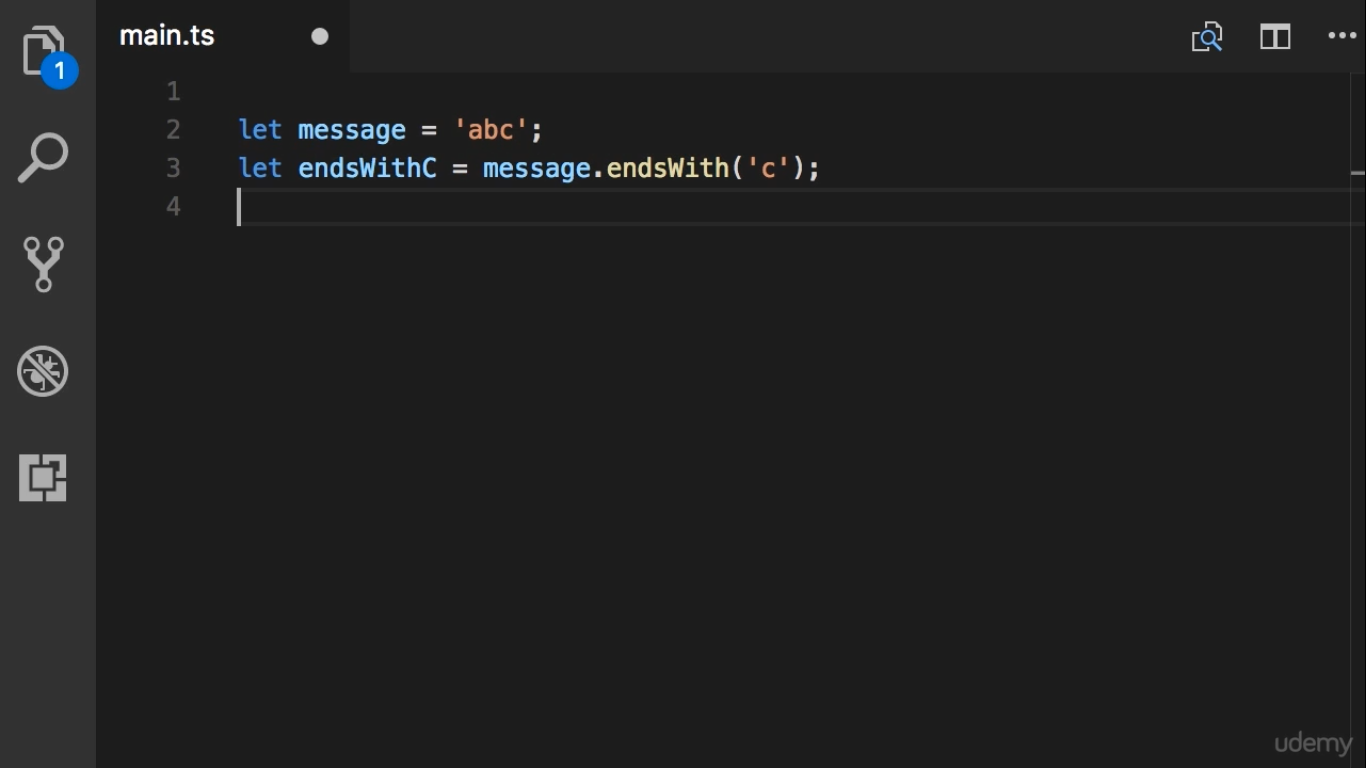 main.ts
1
1
2 let message = 'abc';
3 let endsWithC = message.endsWith('c');
4
udemy